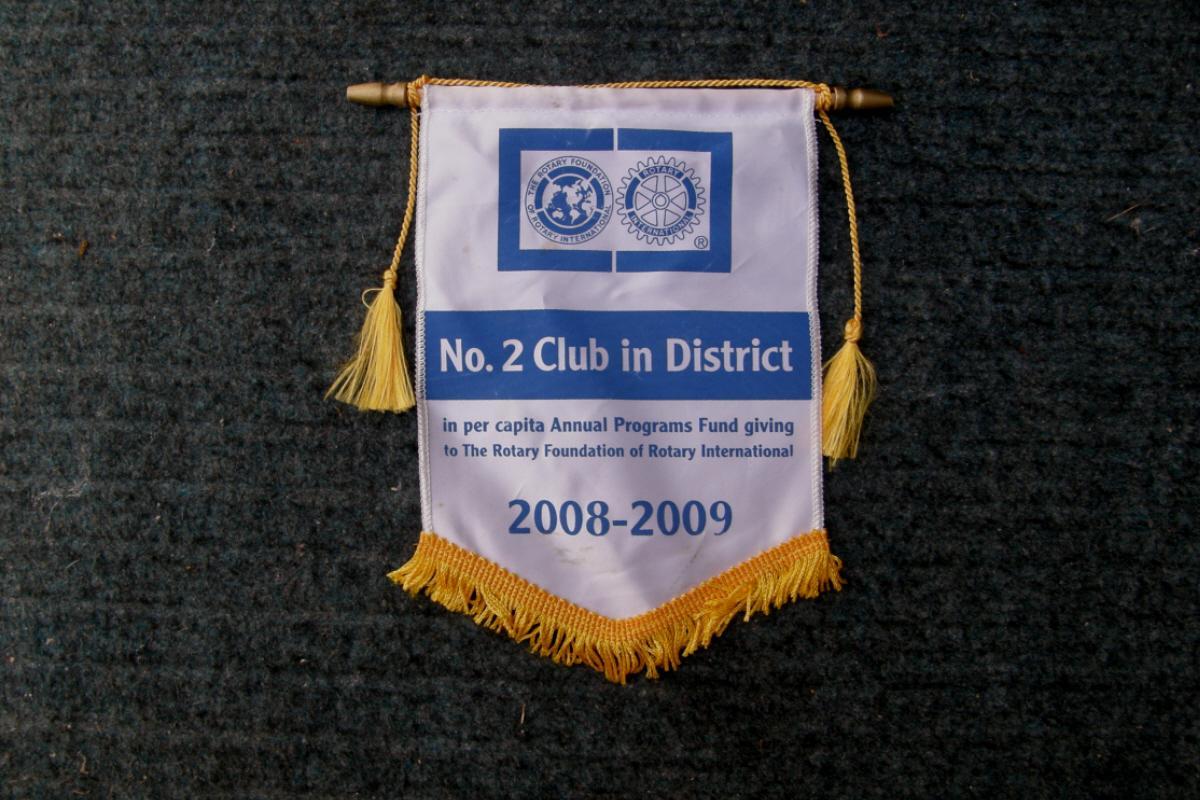 THE ROTARY FOUNDATION
OF ROTARY INTERNATIONAL
ROTARY
INTERNATIONAL
®
No. 2 Club in District
in per capita Annual Programs Fund giving
to The Rotary Foundation of Rotary International
2008-2009